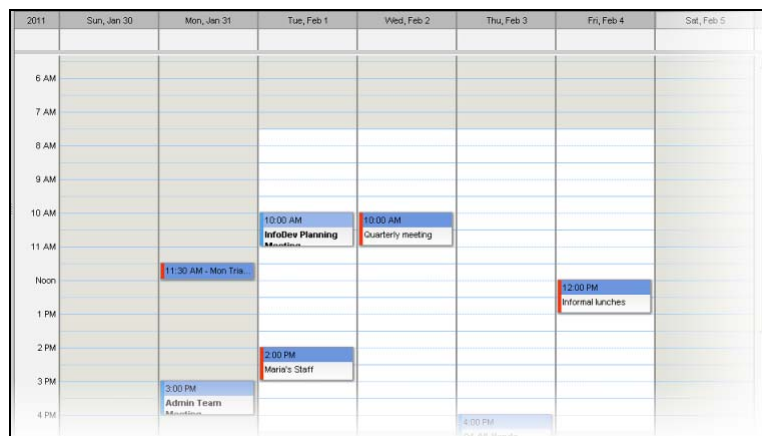 2011 Sun, Jan 30 Mon, Jan 31 Tue, Feb 1 Wed, Feb 2 Thu, Feb 3 Fri, Feb 4 Sat, Feb 5
6 AM
7 AM
8 AM
9 AM
10 AM
10:00 AM
InfoDev Planning
Meeting
10:00 AM
Quarterly meeting
11 AM
11:30 AM - Mon Tria...
Noon
12:00 PM
Informal lunches
1 PM
2 PM
2:00 PM
Maria's Staff
3 PM
3:00 PM
Admin Team
Meeting
4 PM
4:00 PM